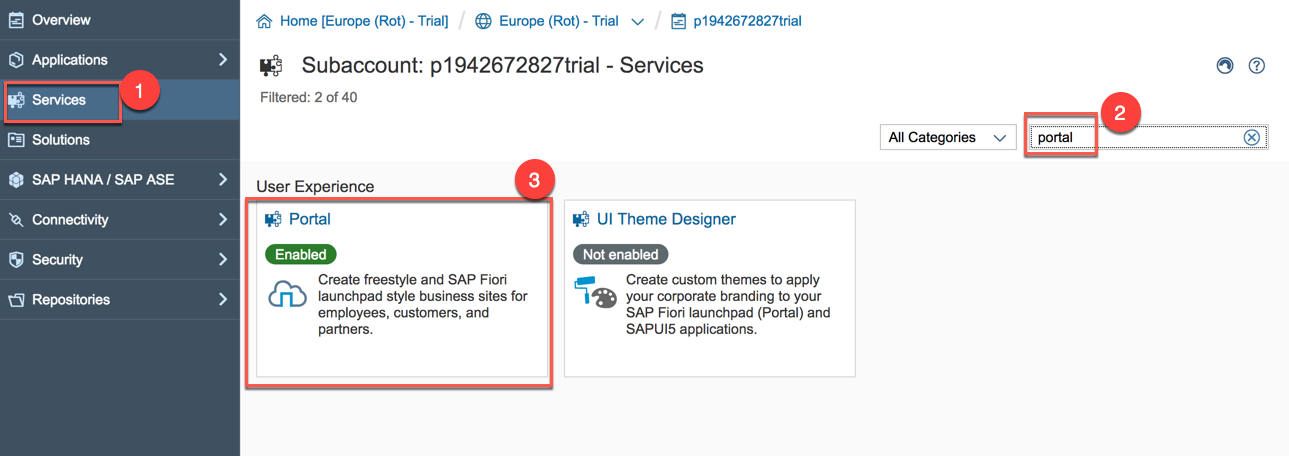 Overview
Applications
Services
1
Solutions
SAP HANA / SAP ASE
Connectivity
Security
Repositories
Home [Europe (Rot) - Trial] / Europe (Rot) - Trial / p1942672827trial
Subaccount: p1942672827trial - Services
Filtered: 2 of 40
2
All Categories
portal
User Experience
3
Portal
Enabled
Create freestyle and SAP Fiori
launchpad style business sites for
employees, customers, and
partners.
UI Theme Designer
Not enabled
Create custom themes to apply
your corporate branding to your
SAP Fiori launchpad (Portal) and
SAPUI5 applications.